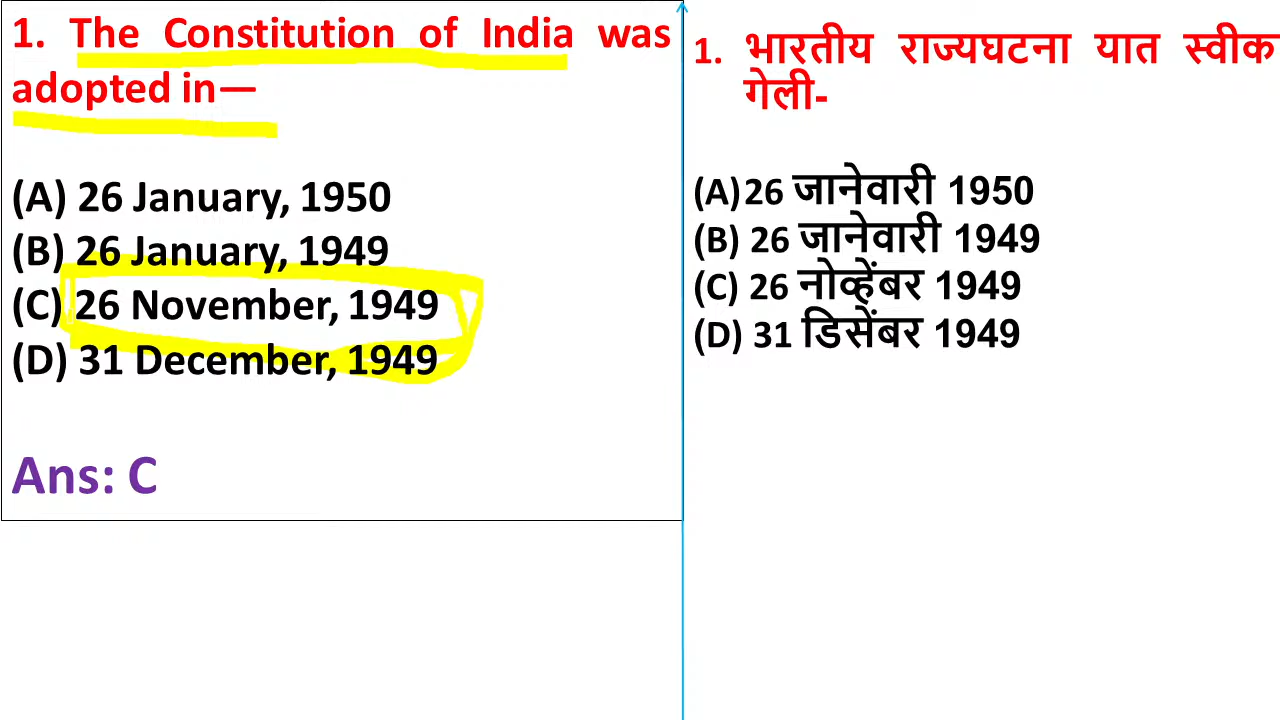 1. The Constitution of India was
adopted in—
(A) 26 January, 1950
(B) 26 January, 1949
(C) 26 November, 1949
(D) 31 December, 1949
Ans: C
1. भारतीय राज्यघटना यात स्वीक
गेली-
(A) 26 जानेवारी 1950
(B) 26 जानेवारी 1949
(C) 26 नोव्हेंबर 1949
(D) 31 डिसेंबर 1949